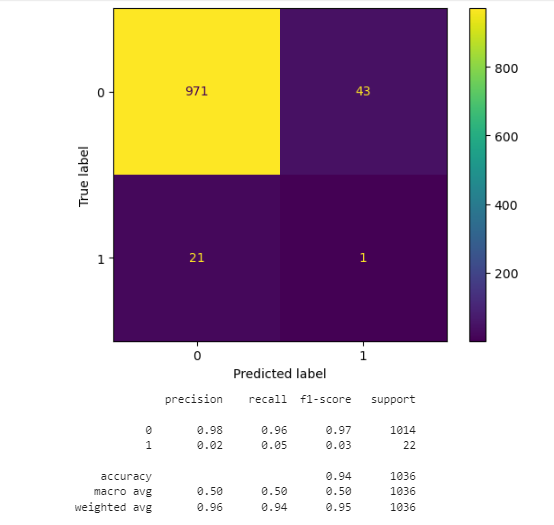 971 43
800
0
600
True label
400
21 1
1
200
0 1
Predicted label
precision recall f1-score support
0 0.98 0.96 0.97 1014
1 0.02 0.05 0.03 22
accuracy 0.94 1036
macro avg 0.50 0.50 0.50 1036
weighted avg 0.96 0.94 0.95 1036